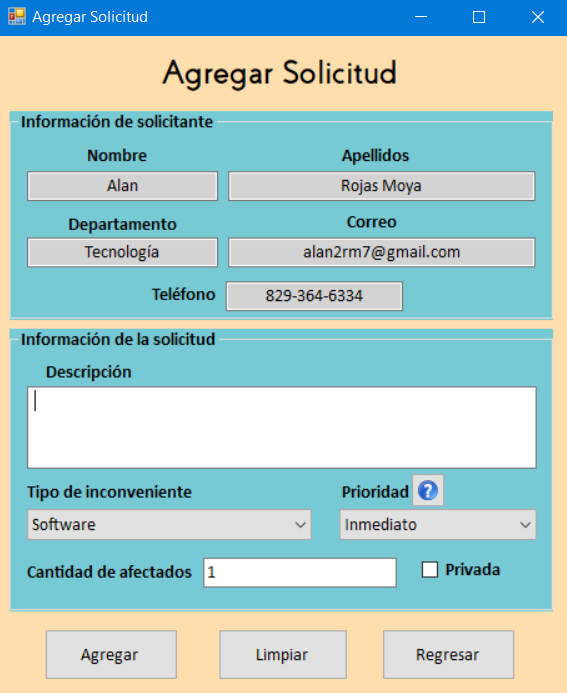 Agregar Solicitud
Agregar Solicitud
Información de solicitante
Nombre Apellidos
Alan Rojas Moya
Departamento Correo
Tecnología alan2rm7@gmail.com
Teléfono 829-364-6334
Información de la solicitud
Descripción
Tipo de inconveniente Prioridad ?
Software Inmediato
Cantidad de afectados 1 Privada
Agregar Limpiar Regresar